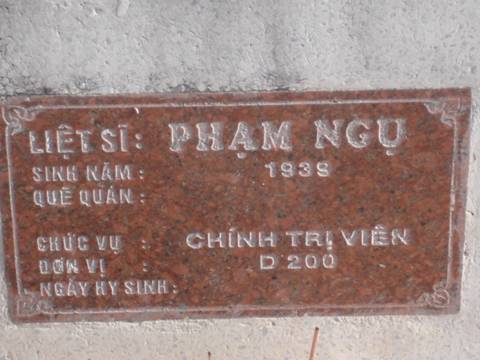 LIỆT SĨ: PHẠM NGỤ
SINH NĂM: 1939
QUÊ QUÁN:
CHỨC VỤ : CHÍNH TRỊ VIÊN
ĐƠN VỊ : D 200
NGÀY HY SINH: